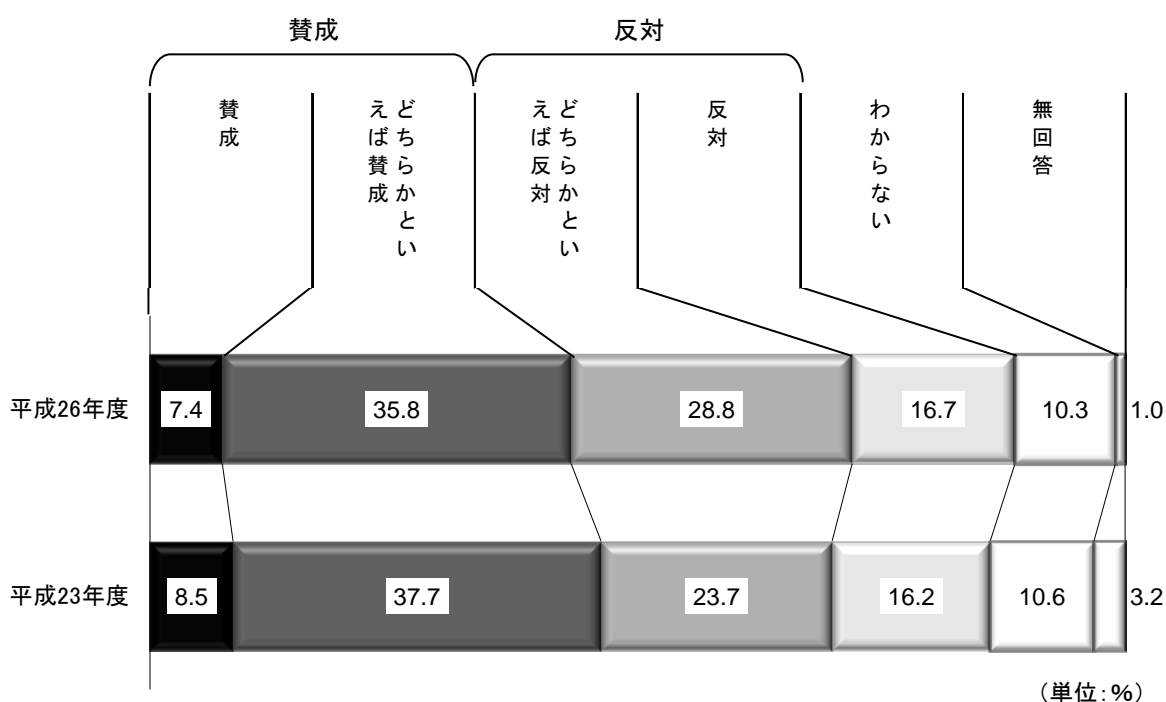 賛成
反対
賛成
どちらかとい
えば賛成
どちらかとい
えば反対
反対
わからない
無回答
平成26年度
7.4
35.8
28.8
16.7
10.3
1.0
平成23年度
8.5
37.7
23.7
16.2
10.6
3.2
（単位：%）